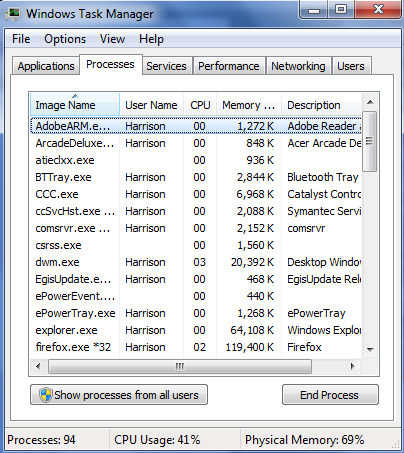 Windows Task Manager
File Options View Help
Applications Processes Services Performance Networking Users
Image Name User Name CPU Memory ... Description
AdobeARM.e... Harrison 00 1,272 K Adobe Reader a
ArcadeDeluxe... Harrison 00 848 K Acer Arcade De
atiedxx.exe 00 936 K
BTTray.exe Harrison 00 2,844 K Bluetooth Tray
CCC.exe Harrison 00 6,968 K Catalyst Contro
ccSvcHst.exe ... Harrison 00 2,088 K Symantec Servi
comsrvr.exe ... Harrison 00 2,152 K comsrvr
csrss.exe 00 1,560 K
dwm.exe Harrison 03 20,392 K Desktop Window
EgisUpdate.e... Harrison 00 468 K EgisUpdate Rele
ePowerEvent.... 00 440 K
ePowerTray.exe Harrison 00 1,268 K ePowerTray
explorer.exe Harrison 00 64,108 K Windows Explor
firefox.exe *32 Harrison 02 119,400 K Firefox
Show processes from all users End Process
Processes: 94 CPU Usage: 41% Physical Memory: 69%